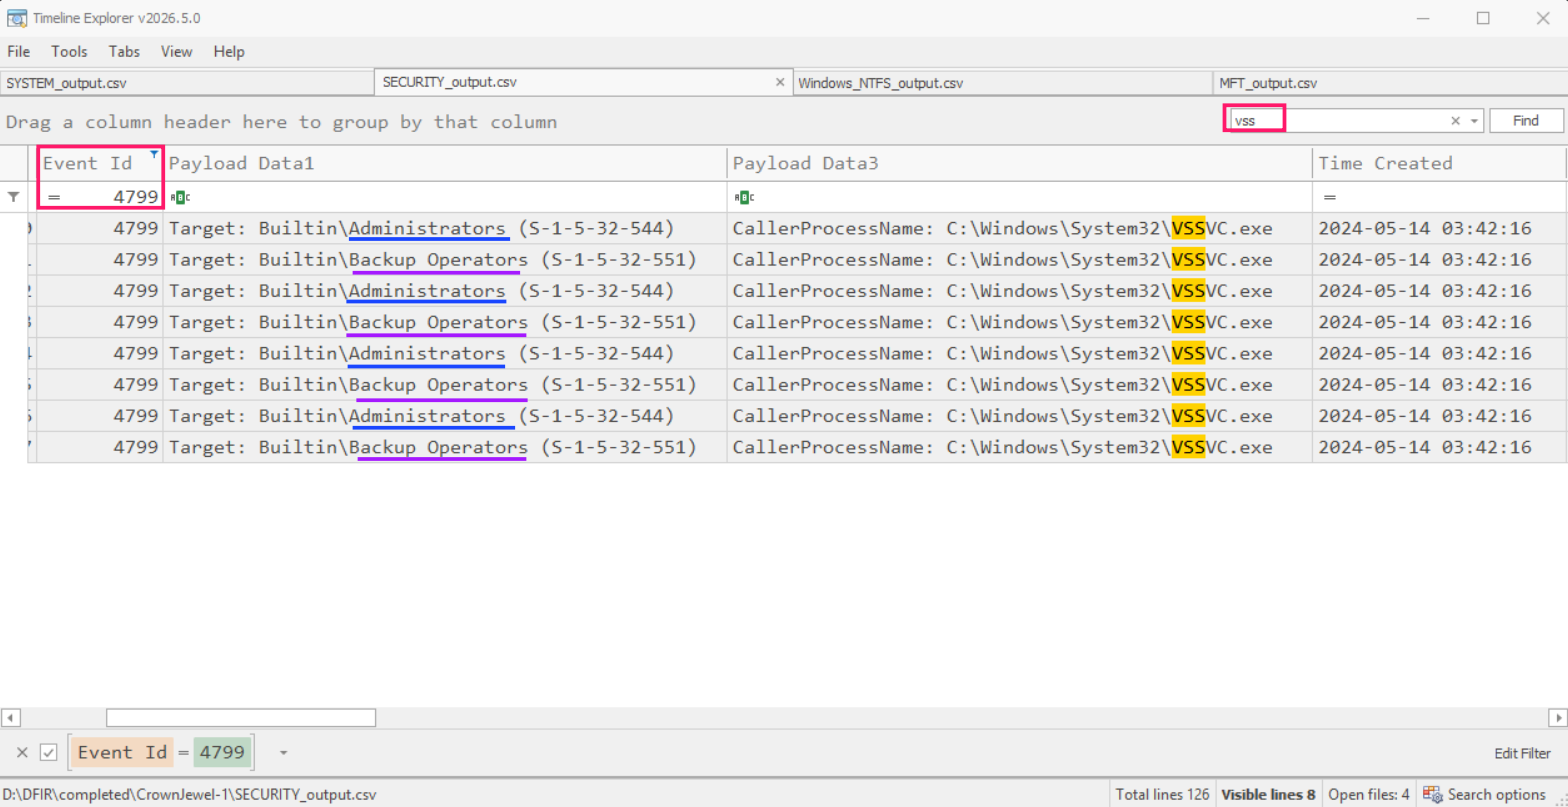 Timeline Explorer v2026.5.0
File Tools Tabs View Help
SYSTEM_output.csv SECURITY_output.csv Windows_NTFS_output.csv MFT_output.csv
Drag a column header here to group by that column vss Find
Event Id Payload Data1 Payload Data3 Time Created
= 4799 ABC ABC =
4799 Target: Builtin\Administrators (S-1-5-32-544) CallerProcessName: C:\Windows\System32\VSSVC.exe 2024-05-14 03:42:16
4799 Target: Builtin\Backup Operators (S-1-5-32-551) CallerProcessName: C:\Windows\System32\VSSVC.exe 2024-05-14 03:42:16
4799 Target: Builtin\Administrators (S-1-5-32-544) CallerProcessName: C:\Windows\System32\VSSVC.exe 2024-05-14 03:42:16
4799 Target: Builtin\Backup Operators (S-1-5-32-551) CallerProcessName: C:\Windows\System32\VSSVC.exe 2024-05-14 03:42:16
4799 Target: Builtin\Administrators (S-1-5-32-544) CallerProcessName: C:\Windows\System32\VSSVC.exe 2024-05-14 03:42:16
4799 Target: Builtin\Backup Operators (S-1-5-32-551) CallerProcessName: C:\Windows\System32\VSSVC.exe 2024-05-14 03:42:16
4799 Target: Builtin\Administrators (S-1-5-32-544) CallerProcessName: C:\Windows\System32\VSSVC.exe 2024-05-14 03:42:16
4799 Target: Builtin\Backup Operators (S-1-5-32-551) CallerProcessName: C:\Windows\System32\VSSVC.exe 2024-05-14 03:42:16
Event Id = 4799 Edit Filter
D:\DFIR\completed\CrownJewel-1\SECURITY_output.csv Total lines 126 Visible lines 8 Open files: 4 Search options